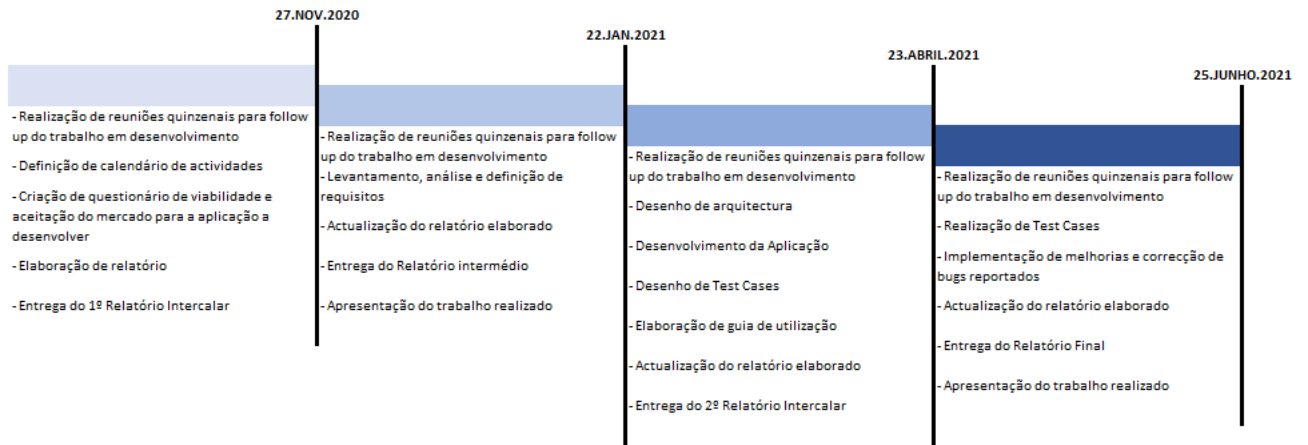 27.NOV.2020
- Realização de reuniões quinzenais para follow
up do trabalho em desenvolvimento
- Definição de calendário de actividades
- Criação de questionário de viabilidade e
aceitação do mercado para a aplicação a
desenvolver
- Elaboração de relatório
- Entrega do 1º Relatório Intercalar
22.JAN.2021
- Realização de reuniões quinzenais para follow
up do trabalho em desenvolvimento
- Levantamento, análise e definição de
requisitos
- Actualização do relatório elaborado
- Entrega do Relatório intermédio
- Apresentação do trabalho realizado
23.ABRIL.2021
- Realização de reuniões quinzenais para follow
up do trabalho em desenvolvimento
- Desenho de arquitectura
- Desenvolvimento da Aplicação
- Desenho de Test Cases
- Elaboração de guia de utilização
- Actualização do relatório elaborado
- Entrega do 2º Relatório Intercalar
25.JUNHO.2021
- Realização de reuniões quinzenais para follow
up do trabalho em desenvolvimento
- Realização de Test Cases
- Implementação de melhorias e correcção de
bugs reportados
- Actualização do relatório elaborado
- Entrega do Relatório Final
- Apresentação do trabalho realizado